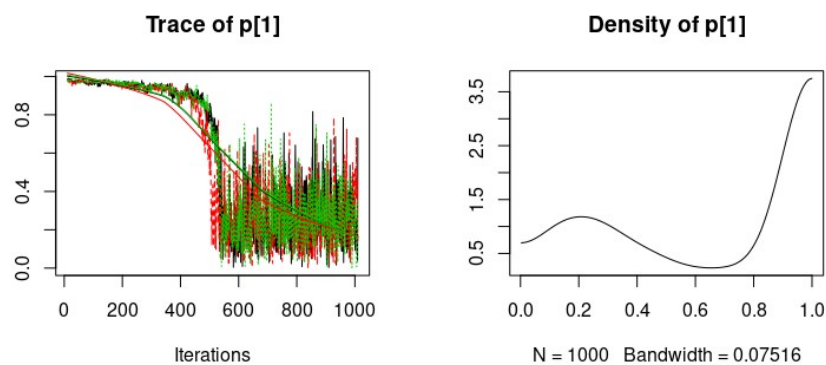 Trace of p[1]
0.8
0.4
0.0
0 200 400 600 800 1000
Iterations
Density of p[1]
3.5
2.5
1.5
0.5
0.0 0.2 0.4 0.6 0.8 1.0
N = 1000 Bandwidth = 0.07516